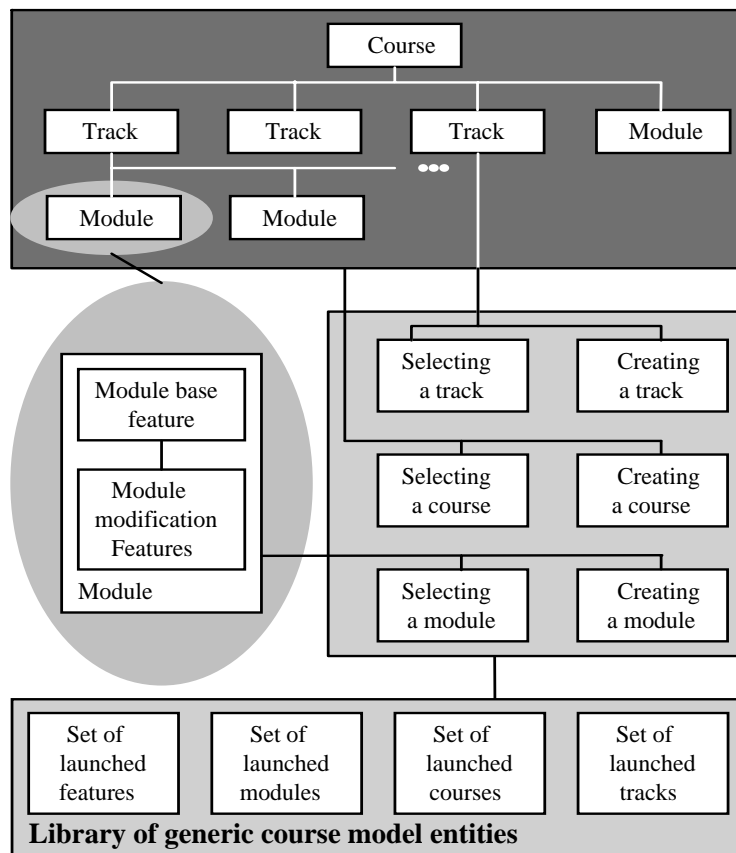 Course
Track
Track
Track
Module
Module
Module
Selecting
a track
Creating
a track
Module base
feature
Selecting
a course
Creating
a course
Module
modification
Features
Module
Selecting
a module
Creating
a module
Set of
launched
features
Set of
launched
modules
Set of
launched
courses
Set of
launched
tracks
Library of generic course model entities